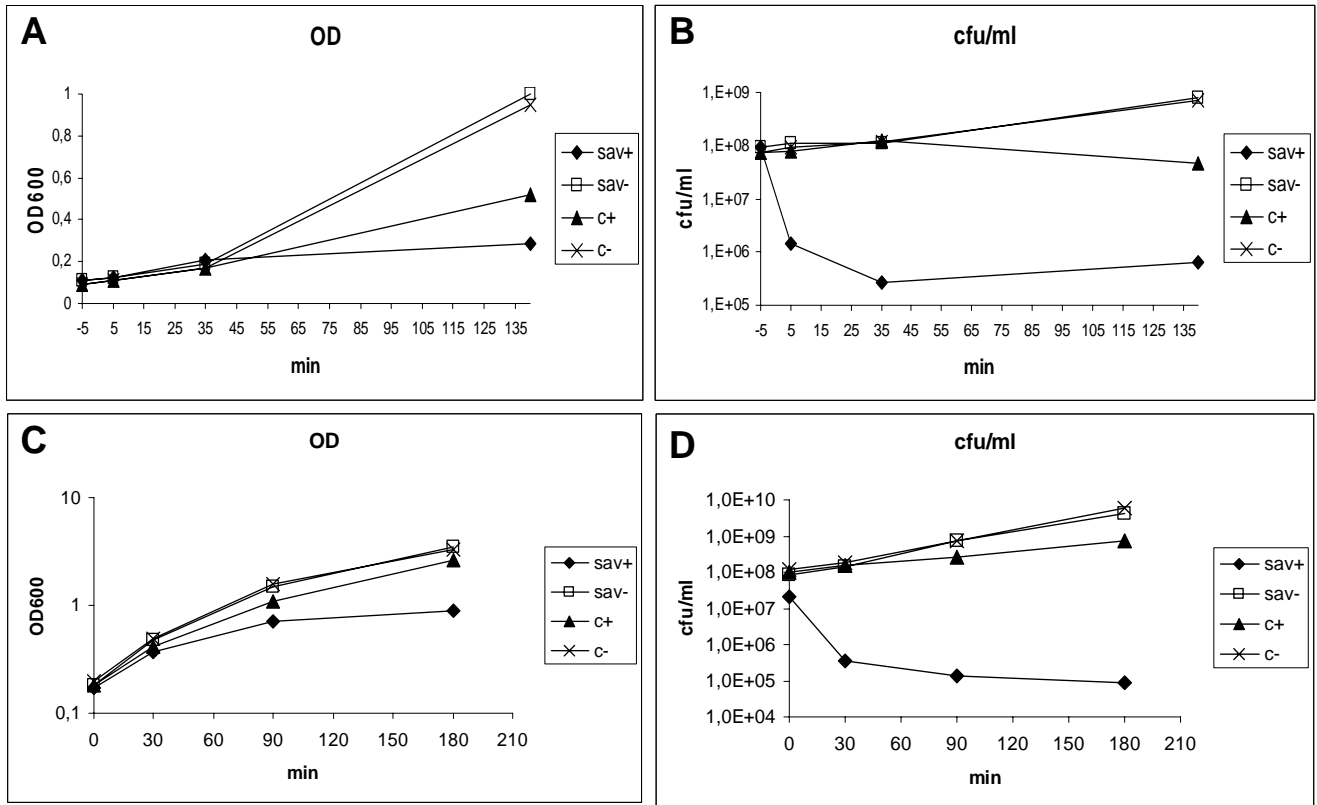 A
OD
1
0,8
0,6
0,4
0,2
0
OD600
-5 5 15 25 35 45 55 65 75 85 95 105 115 125 135
min
sav+
sav-
c+
c-
B
cfu/ml
1,E+09
1,E+08
1,E+07
1,E+06
1,E+05
cfu/ml
-5 5 15 25 35 45 55 65 75 85 95 105 115 125 135
min
sav+
sav-
c+
c-
C
OD
10
1
0,1
OD600
0 30 60 90 120 150 180 210
min
sav+
sav-
c+
c-
D
cfu/ml
1,0E+10
1,0E+09
1,0E+08
1,0E+07
1,0E+06
1,0E+05
1,0E+04
cfu/ml
0 30 60 90 120 150 180 210
min
sav+
sav-
c+
c-